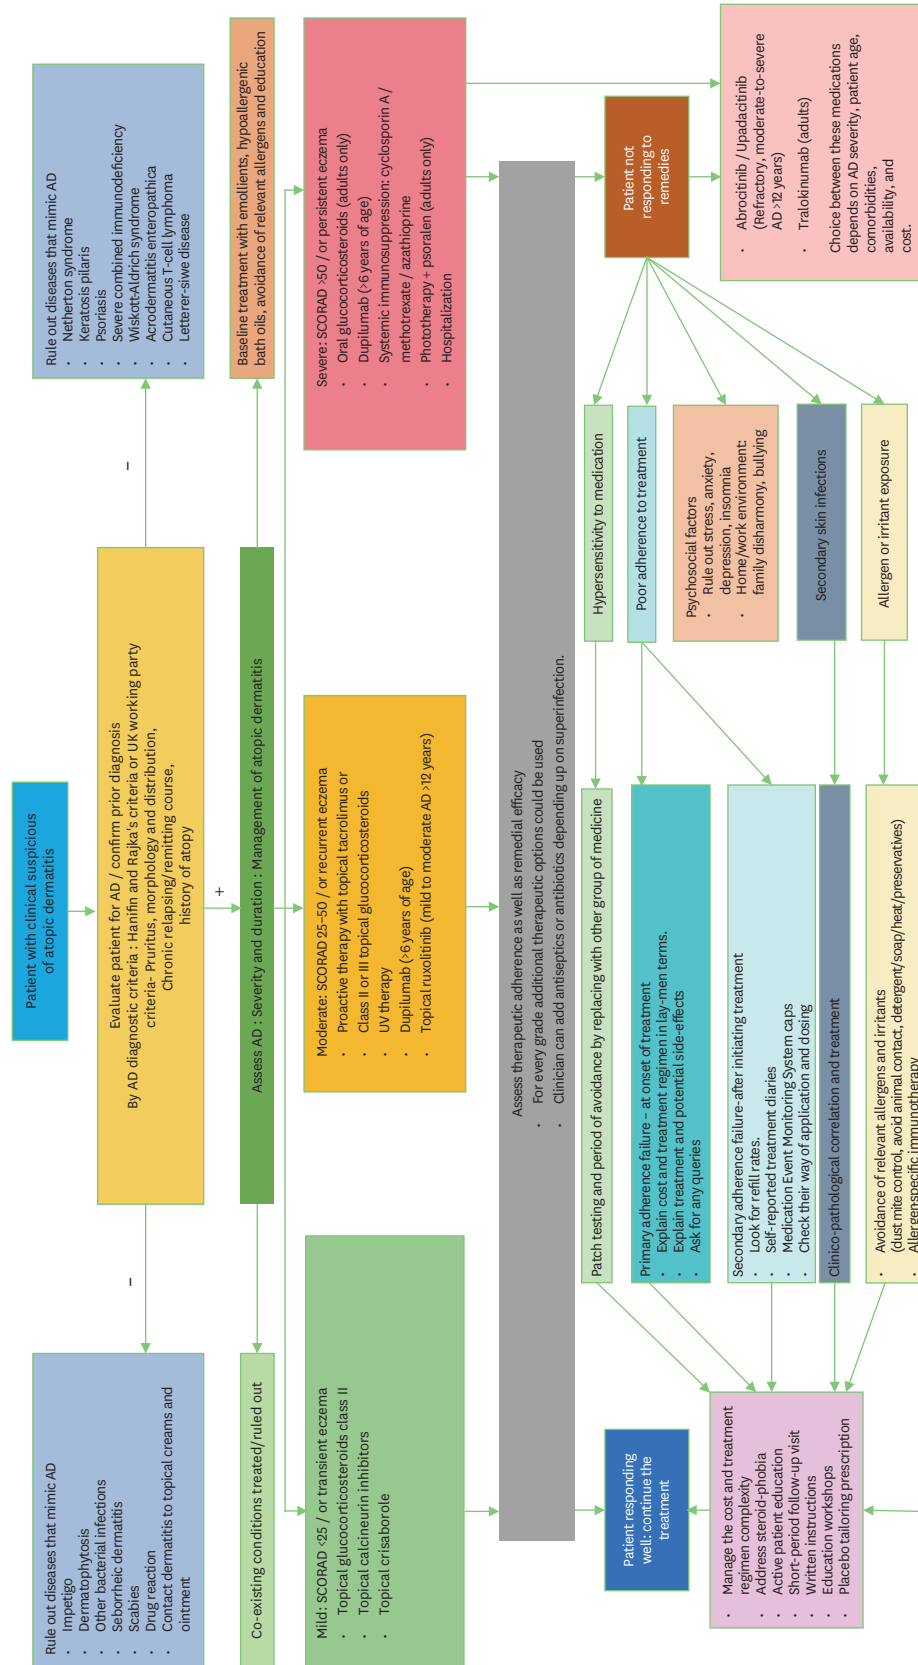 Patient with clinical suspicious
of atopic dermatitis
Rule out diseases that mimic AD
• Impetigo
• Dermatophytosis
• Other bacterial infections
• Seborrheic dermatitis
• Scabies
• Drug reaction
• Contact dermatitis to topical creams and
ointment
–
Evaluate patient for AD / confirm prior diagnosis
By AD diagnostic criteria : Hanifin and Rajka's criteria or UK working party
criteria- Pruritus, morphology and distribution,
Chronic relapsing/remitting course,
history of atopy
–
Rule out diseases that mimic AD
• Netherton syndrome
• Keratosis pilaris
• Psoriasis
• Severe combined immunodeficiency
• Wiskott-Aldrich syndrome
• Acrodermatitis enteropathica
• Cutaneous T-cell lymphoma
• Letterer-siwe disease
+
Co-existing conditions treated/ ruled out
Assess AD : Severity and duration : Management of atopic dermatitis
Baseline treatment with emollients, hypoallergenic
bath oils, avoidance of relevant allergens and education
Mild: SCORAD <25 / or transient eczema
• Topical glucocorticosteroids class II
• Topical calcineurin inhibitors
• Topical crisaborole
Moderate: SCORAD 25–50 / or recurrent eczema
• Proactive therapy with topical tacrolimus or
• Class II or III topical glucocorticosteroids
• UV therapy
• Dupilumab (>6 years of age)
• Topical ruxolitinib (mild to moderate AD >12 years)
Severe: SCORAD >50 / or persistent eczema
• Oral glucocorticosteroids (adults only)
• Dupilumab (>6 years of age)
• Systemic immunosuppression: cyclosporin A /
methotrexate / azathioprine
• Phototherapy + psoralen (adults only)
• Hospitalization
Assess therapeutic adherence as well as remedial efficacy
• For every grade additional therapeutic options could be used
• Clinician can add antiseptics or antibiotics depending up on superinfection.
Patient responding
well: continue the
treatment
Patient not
responding to
remedies
Patch testing and period of avoidance by replacing with other group of medicine
Hypersensitivity to medication
Primary adherence failure – at onset of treatment
• Explain cost and treatment regimen in lay-men terms.
• Explain treatment and potential side-effects
• Ask for any queries
Poor adherence to treatment
Psychosocial factors
• Rule out stress, anxiety,
depression, insomnia
• Home/work environment:
family disharmony, bullying
Manage the cost and treatment
• regimen complexity
• Address steroid-phobia
• Active patient education
• Short-period follow-up visit
• Written instructions
• Education workshops
• Placebo tailoring prescription
Secondary adherence failure-after initiating treatment
• Look for refill rates.
• Self-reported treatment diaries
• Medication Event Monitoring System caps
• Check their way of application and dosing
Clinico-pathological correlation and treatment
Secondary skin infections
• Avoidance of relevant allergens and irritants
(dust mite control, avoid animal contact, detergent/soap/heat/preservatives)
• Allergen-specific immunotherapy
Allergen or irritant exposure
• Abrocitinib / Upadacitinib
(Refractory, moderate-to-severe
AD >12 years)
• Tralokinumab (adults)
Choice between these medications
depends on AD severity, patient age,
comorbidities,
availability, and
cost.